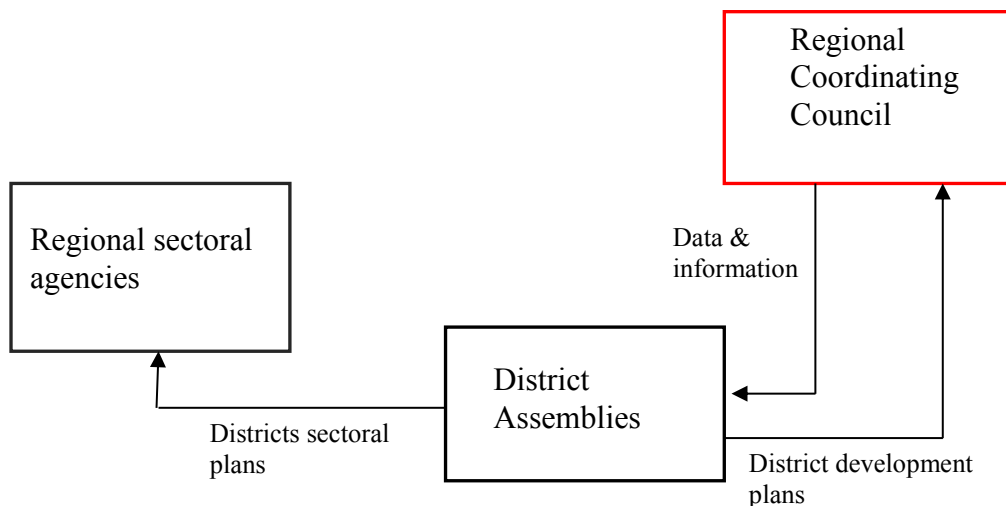 Regional
Coordinating
Council
Regional sectoral
agencies
Data &
information
District
Assemblies
Districts sectoral
plans
District development
plans